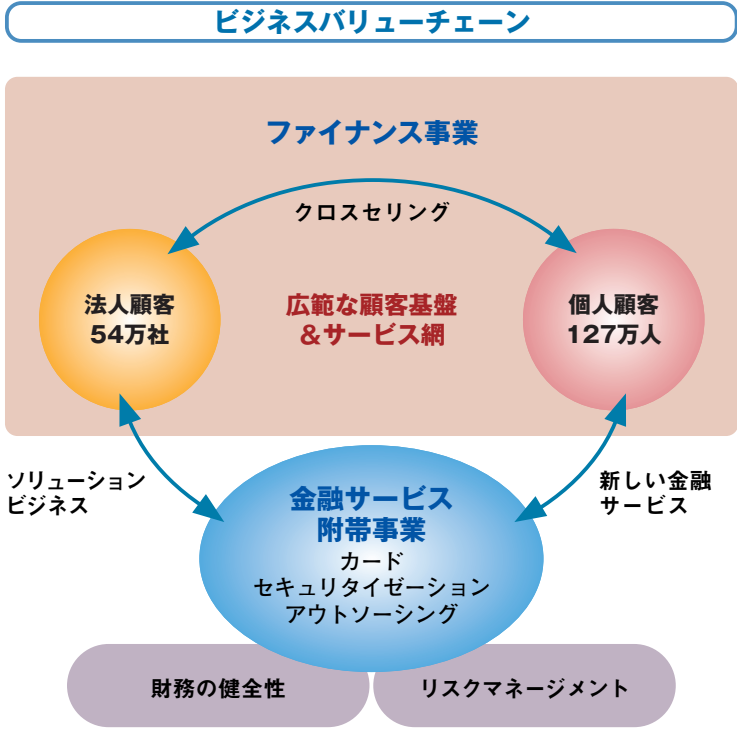 ビジネスバリューチェーン
ファイナンス事業
クロスセリング
法人顧客
54万社
広範な顧客基盤
＆サービス網
個人顧客
127万人
ソリューション
ビジネス
新しい金融
サービス
金融サービス
附帯事業
カード
セキュリタイゼーション
アウトソーシング
財務の健全性
リスクマネージメント